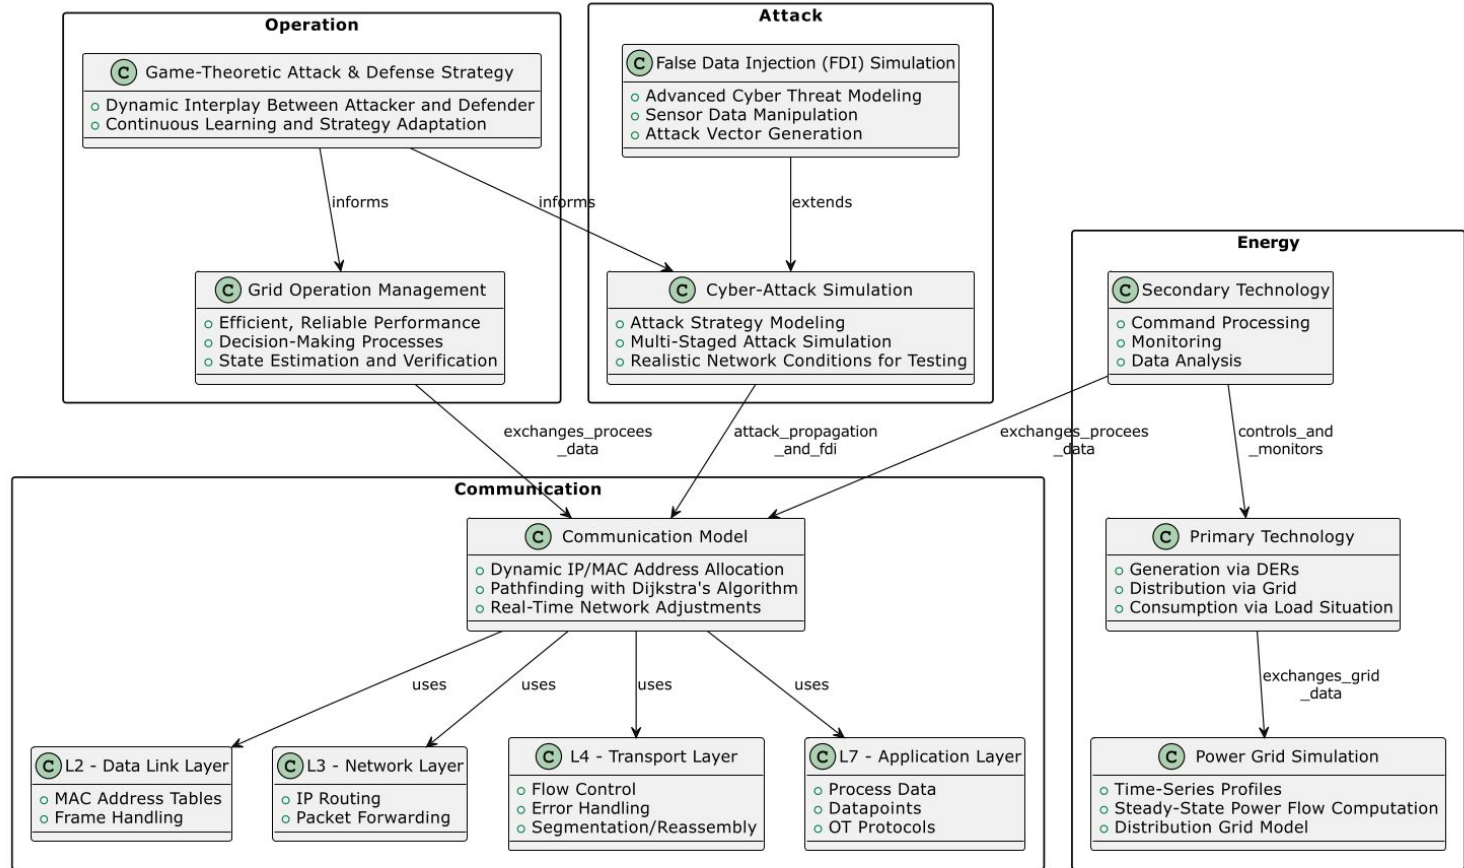 Operation
C Game-Theoretic Attack & Defense Strategy
Dynamic Interplay Between Attacker and Defender
Continuous Learning and Strategy Adaptation
Attack
C False Data Injection (FDI) Simulation
Advanced Cyber Threat Modeling
Sensor Data Manipulation
Attack Vector Generation
informs
informs
extends
C Grid Operation Management
Efficient, Reliable Performance
Decision-Making Processes
State Estimation and Verification
C Cyber-Attack Simulation
Attack Strategy Modeling
Multi-Staged Attack Simulation
Realistic Network Conditions for Testing
Energy
C Secondary Technology
Command Processing
Monitoring
Data Analysis
exchanges_procees
_data
attack_propagation
_and_fdi
exchanges_procees
_data
controls_and
_monitors
Communication
C Communication Model
Dynamic IP/MAC Address Allocation
Pathfinding with Dijkstra's Algorithm
Real-Time Network Adjustments
C Primary Technology
Generation via DERs
Distribution via Grid
Consumption via Load Situation
uses
uses
uses
uses
exchanges_grid
_data
C L2 - Data Link Layer
MAC Address Tables
Frame Handling
C L3 - Network Layer
IP Routing
Packet Forwarding
C L4 - Transport Layer
Flow Control
Error Handling
Segmentation/Reassembly
C L7 - Application Layer
Process Data
Datapoints
OT Protocols
C Power Grid Simulation
Time-Series Profiles
Steady-State Power Flow Computation
Distribution Grid Model